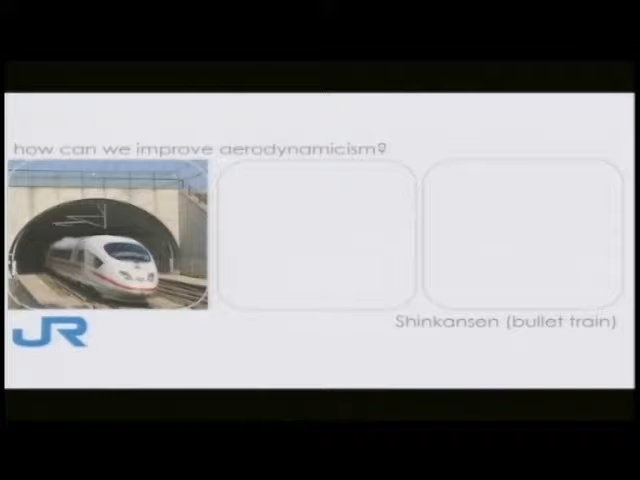 how can we improve aerodynamicism?
JR
Shinkansen (bullet train)